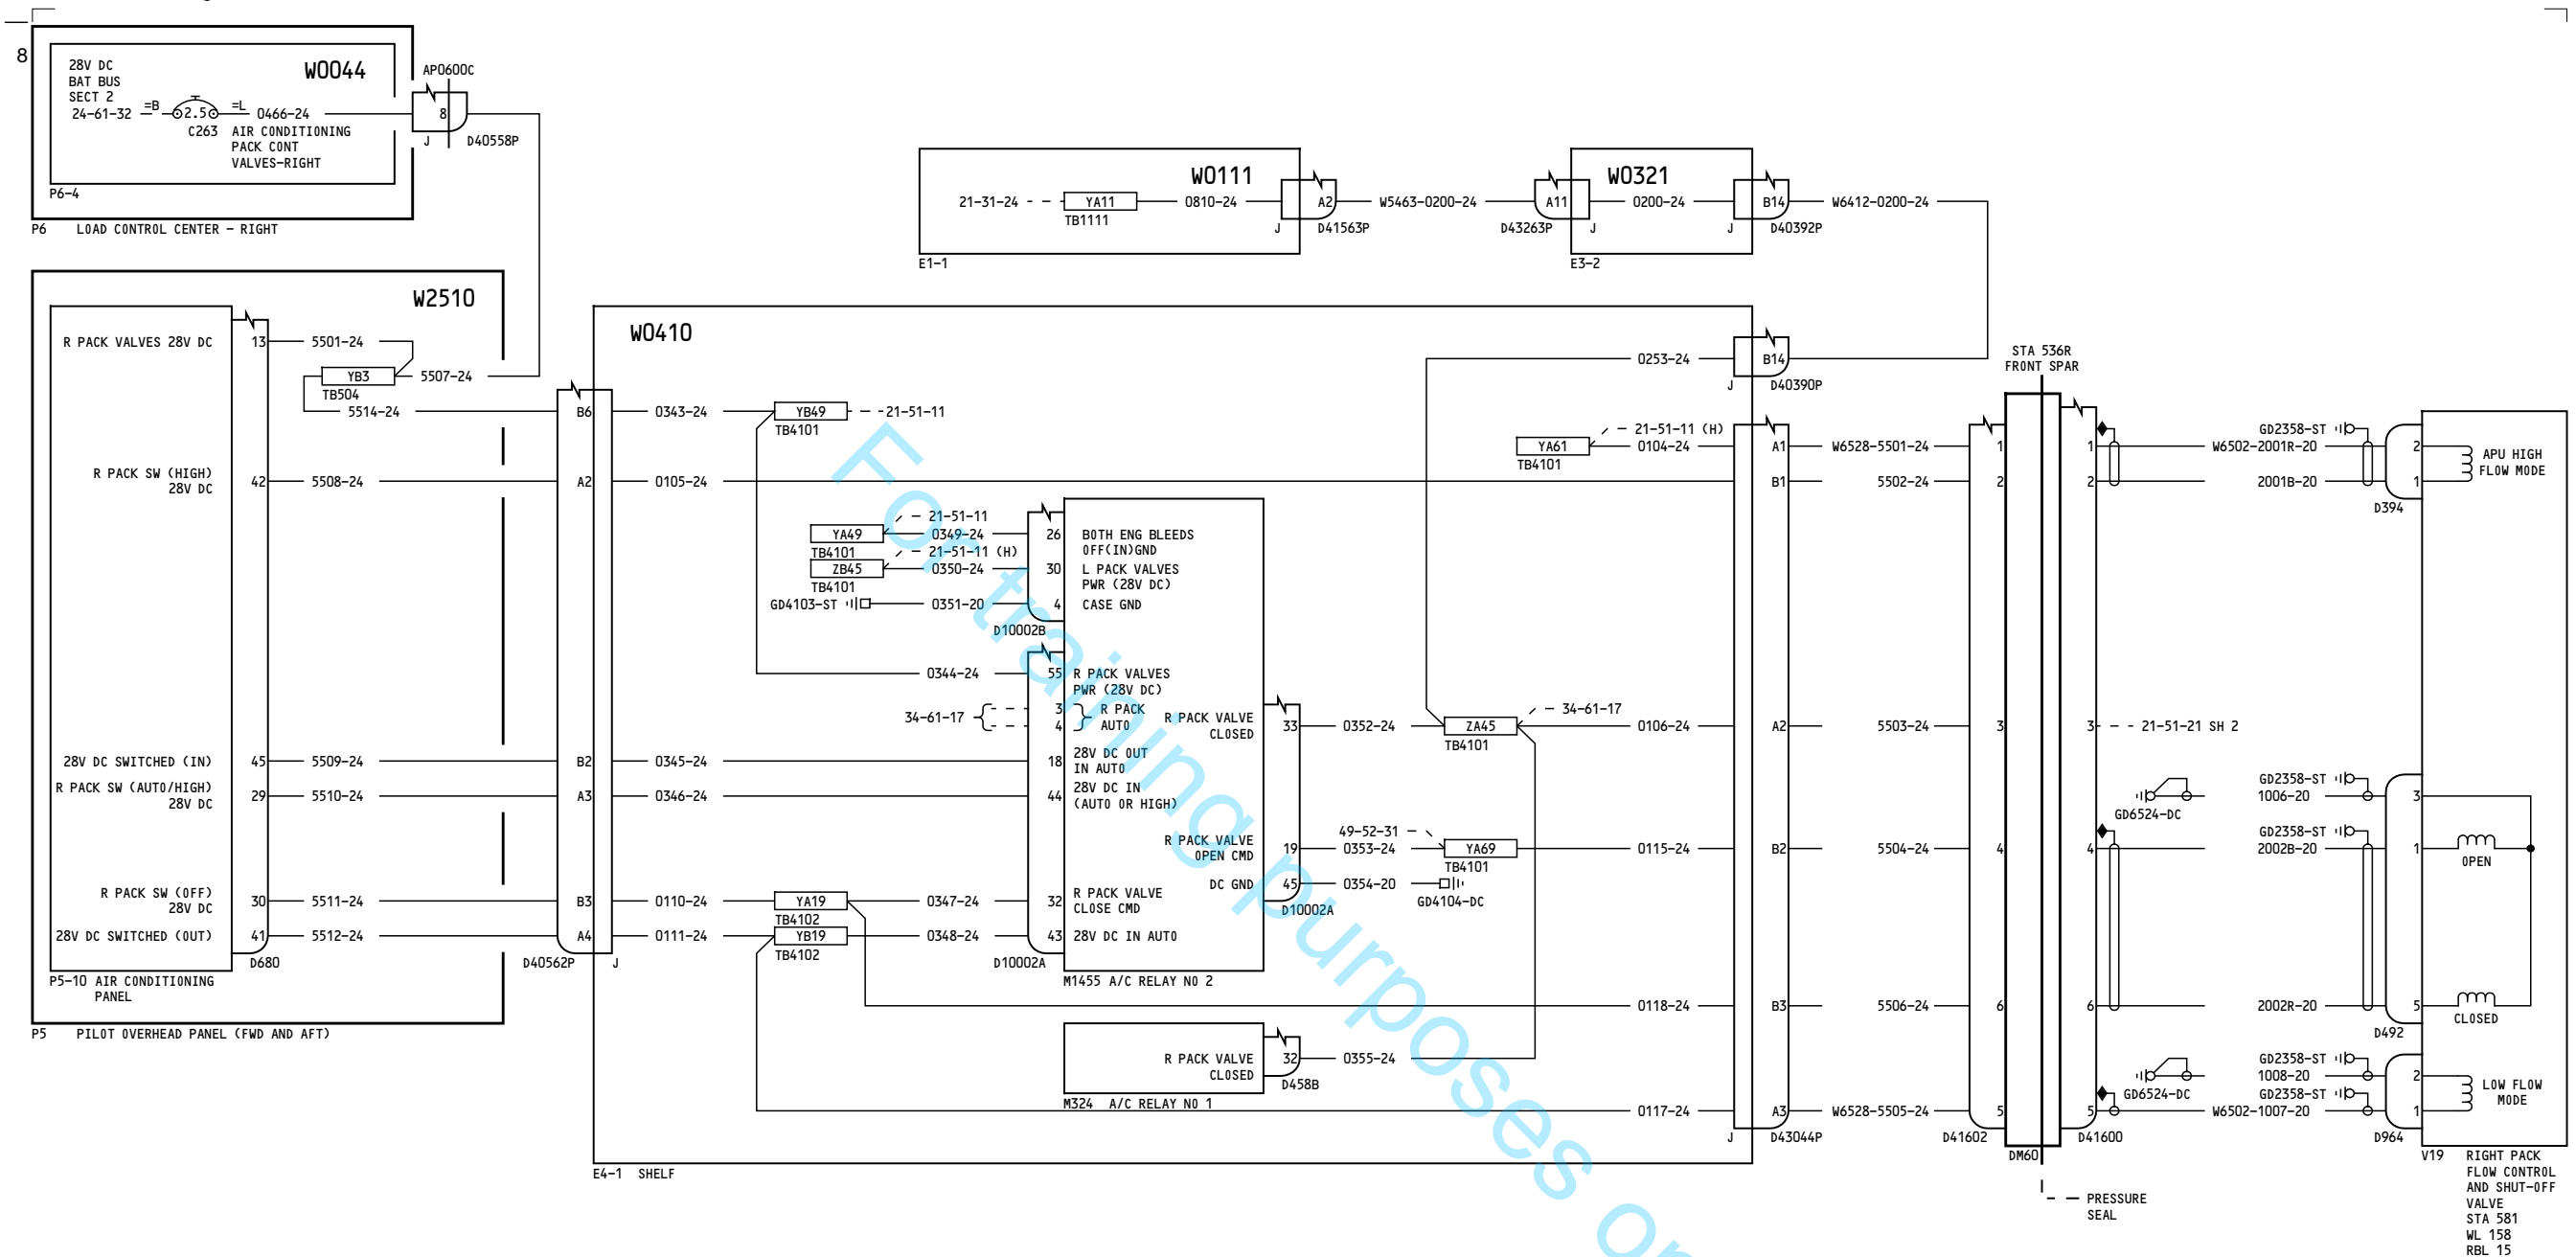 8
28V DC
BAT BUS
SECT 2
24-61-32
=B
2.5
=L
0466-24
C263
AIR CONDITIONING
PACK CONT
VALVES-RIGHT
W0044
P6-4
P6 LOAD CONTROL CENTER - RIGHT
AP0600C
8
J
D40558P
W0111
21-31-24
YA11
TB1111
0810-24
A2
J
D41563P
E1-1
W5463-0200-24
A11
D43263P
J
W0321
0200-24
B14
J
D40392P
E3-2
W6412-0200-24
W2510
R PACK VALVES 28V DC
13
5501-24
YB3
TB504
5507-24
5514-24
R PACK SW (HIGH)
28V DC
42
5508-24
28V DC SWITCHED (IN)
45
5509-24
R PACK SW (AUTO/HIGH)
28V DC
29
5510-24
R PACK SW (OFF)
28V DC
30
5511-24
28V DC SWITCHED (OUT)
41
5512-24
D680
P5-10 AIR CONDITIONING
PANEL
P5 PILOT OVERHEAD PANEL (FWD AND AFT)
B6
A2
B2
A3
B3
A4
D40562P
J
W0410
0343-24
YB49
TB4101
21-51-11
0105-24
YA49
TB4101
21-51-11
0349-24
ZB45
TB4101
21-51-11 (H)
0350-24
GD4103-ST
0351-20
26
BOTH ENG BLEEDS
OFF(IN)GND
30
L PACK VALVES
PWR (28V DC)
4
CASE GND
D10002B
0344-24
55
R PACK VALVES
PWR (28V DC)
34-61-17
3
4
R PACK
AUTO
0345-24
18
28V DC OUT
IN AUTO
0346-24
44
28V DC IN
(AUTO OR HIGH)
0110-24
YA19
TB4102
0347-24
32
R PACK VALVE
CLOSE CMD
0111-24
YB19
TB4102
0348-24
43
28V DC IN AUTO
D10002A
M1455 A/C RELAY NO 2
R PACK VALVE
CLOSED
33
0352-24
ZA45
TB4101
34-61-17
0106-24
R PACK VALVE
OPEN CMD
19
0353-24
49-52-31
YA69
TB4101
0115-24
DC GND
45
0354-20
GD4104-DC
D10002A
0118-24
R PACK VALVE
CLOSED
32
0355-24
D458B
M324 A/C RELAY NO 1
0117-24
E4-1 SHELF
0253-24
B14
J
D40390P
YA61
TB4101
21-51-11 (H)
0104-24
A1
B1
A2
B2
B3
A3
J
D43044P
W6528-5501-24
5502-24
5503-24
5504-24
5506-24
W6528-5505-24
1
2
3
4
6
5
D41602
STA 536R
FRONT SPAR
DM60
PRESSURE
SEAL
1
2
3
4
6
5
D41600
21-51-21 SH 2
GD2358-ST
W6502-2001R-20
2001B-20
2
1
D394
APU HIGH
FLOW MODE
GD6524-DC
GD2358-ST
1006-20
GD2358-ST
2002B-20
2002R-20
3
1
5
D492
OPEN
CLOSED
GD6524-DC
GD2358-ST
1008-20
GD2358-ST
W6502-1007-20
2
1
D964
LOW FLOW
MODE
V19
RIGHT PACK
FLOW CONTROL
AND SHUT-OFF
VALVE
STA 581
WL 158
RBL 15
For training purposes